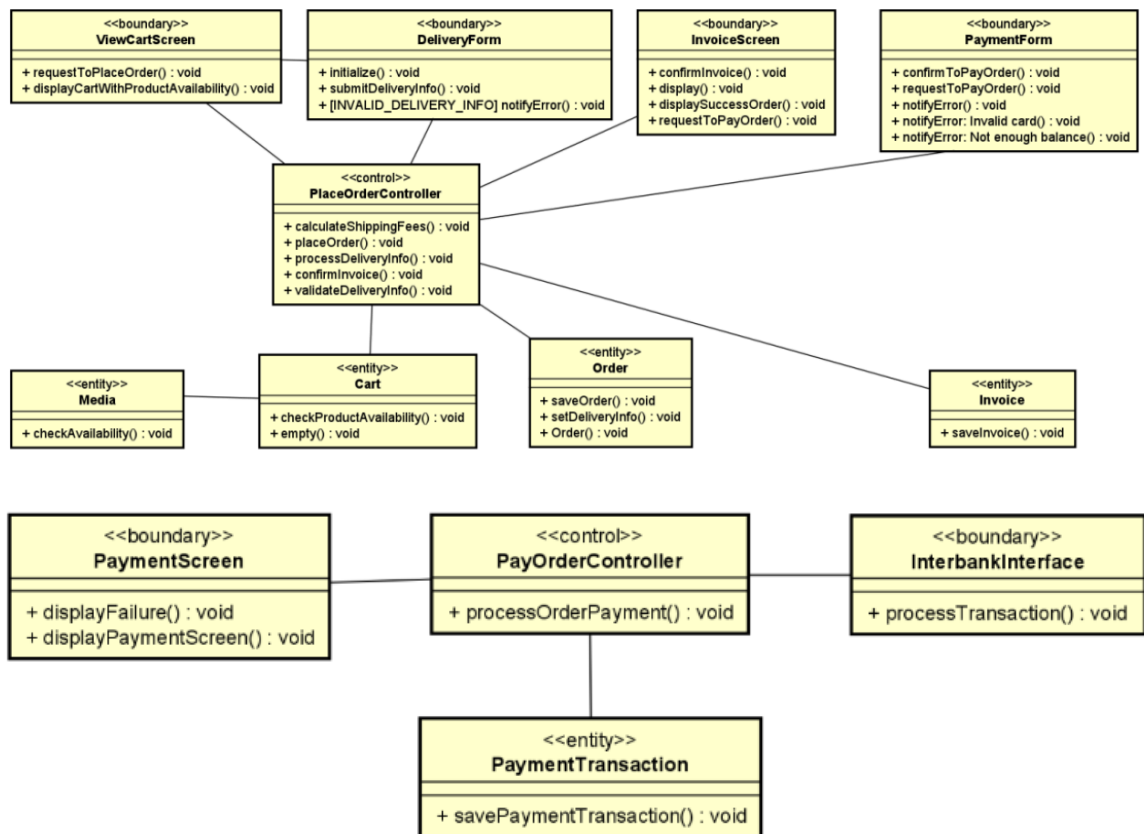 <<boundary>>
ViewCartScreen
+ requestToPlaceOrder() : void
+ displayCartWithProductAvailability() : void
<<boundary>>
DeliveryForm
+ initialize() : void
+ submitDeliveryInfo() : void
+ [INVALID_DELIVERY_INFO] notifyError() : void
<<boundary>>
InvoiceScreen
+ confirmInvoice() : void
+ display() : void
+ displaySuccessOrder() : void
+ requestToPayOrder() : void
<<boundary>>
PaymentForm
+ confirmToPayOrder() : void
+ requestToPayOrder() : void
+ notifyError() : void
+ notifyError: Invalid card() : void
+ notifyError: Not enough balance() : void
<<control>>
PlaceOrderController
+ calculateShippingFees() : void
+ placeOrder() : void
+ processDeliveryInfo() : void
+ confirmInvoice() : void
+ validateDeliveryInfo() : void
<<entity>>
Media
+ checkAvailability() : void
<<entity>>
Cart
+ checkProductAvailability() : void
+ empty() : void
<<entity>>
Order
+ saveOrder() : void
+ setDeliveryInfo() : void
+ Order() : void
<<entity>>
Invoice
+ saveInvoice() : void
<<boundary>>
PaymentScreen
+ displayFailure() : void
+ displayPaymentScreen() : void
<<control>>
PayOrderController
+ processOrderPayment() : void
<<boundary>>
InterbankInterface
+ processTransaction() : void
<<entity>>
PaymentTransaction
+ savePaymentTransaction() : void